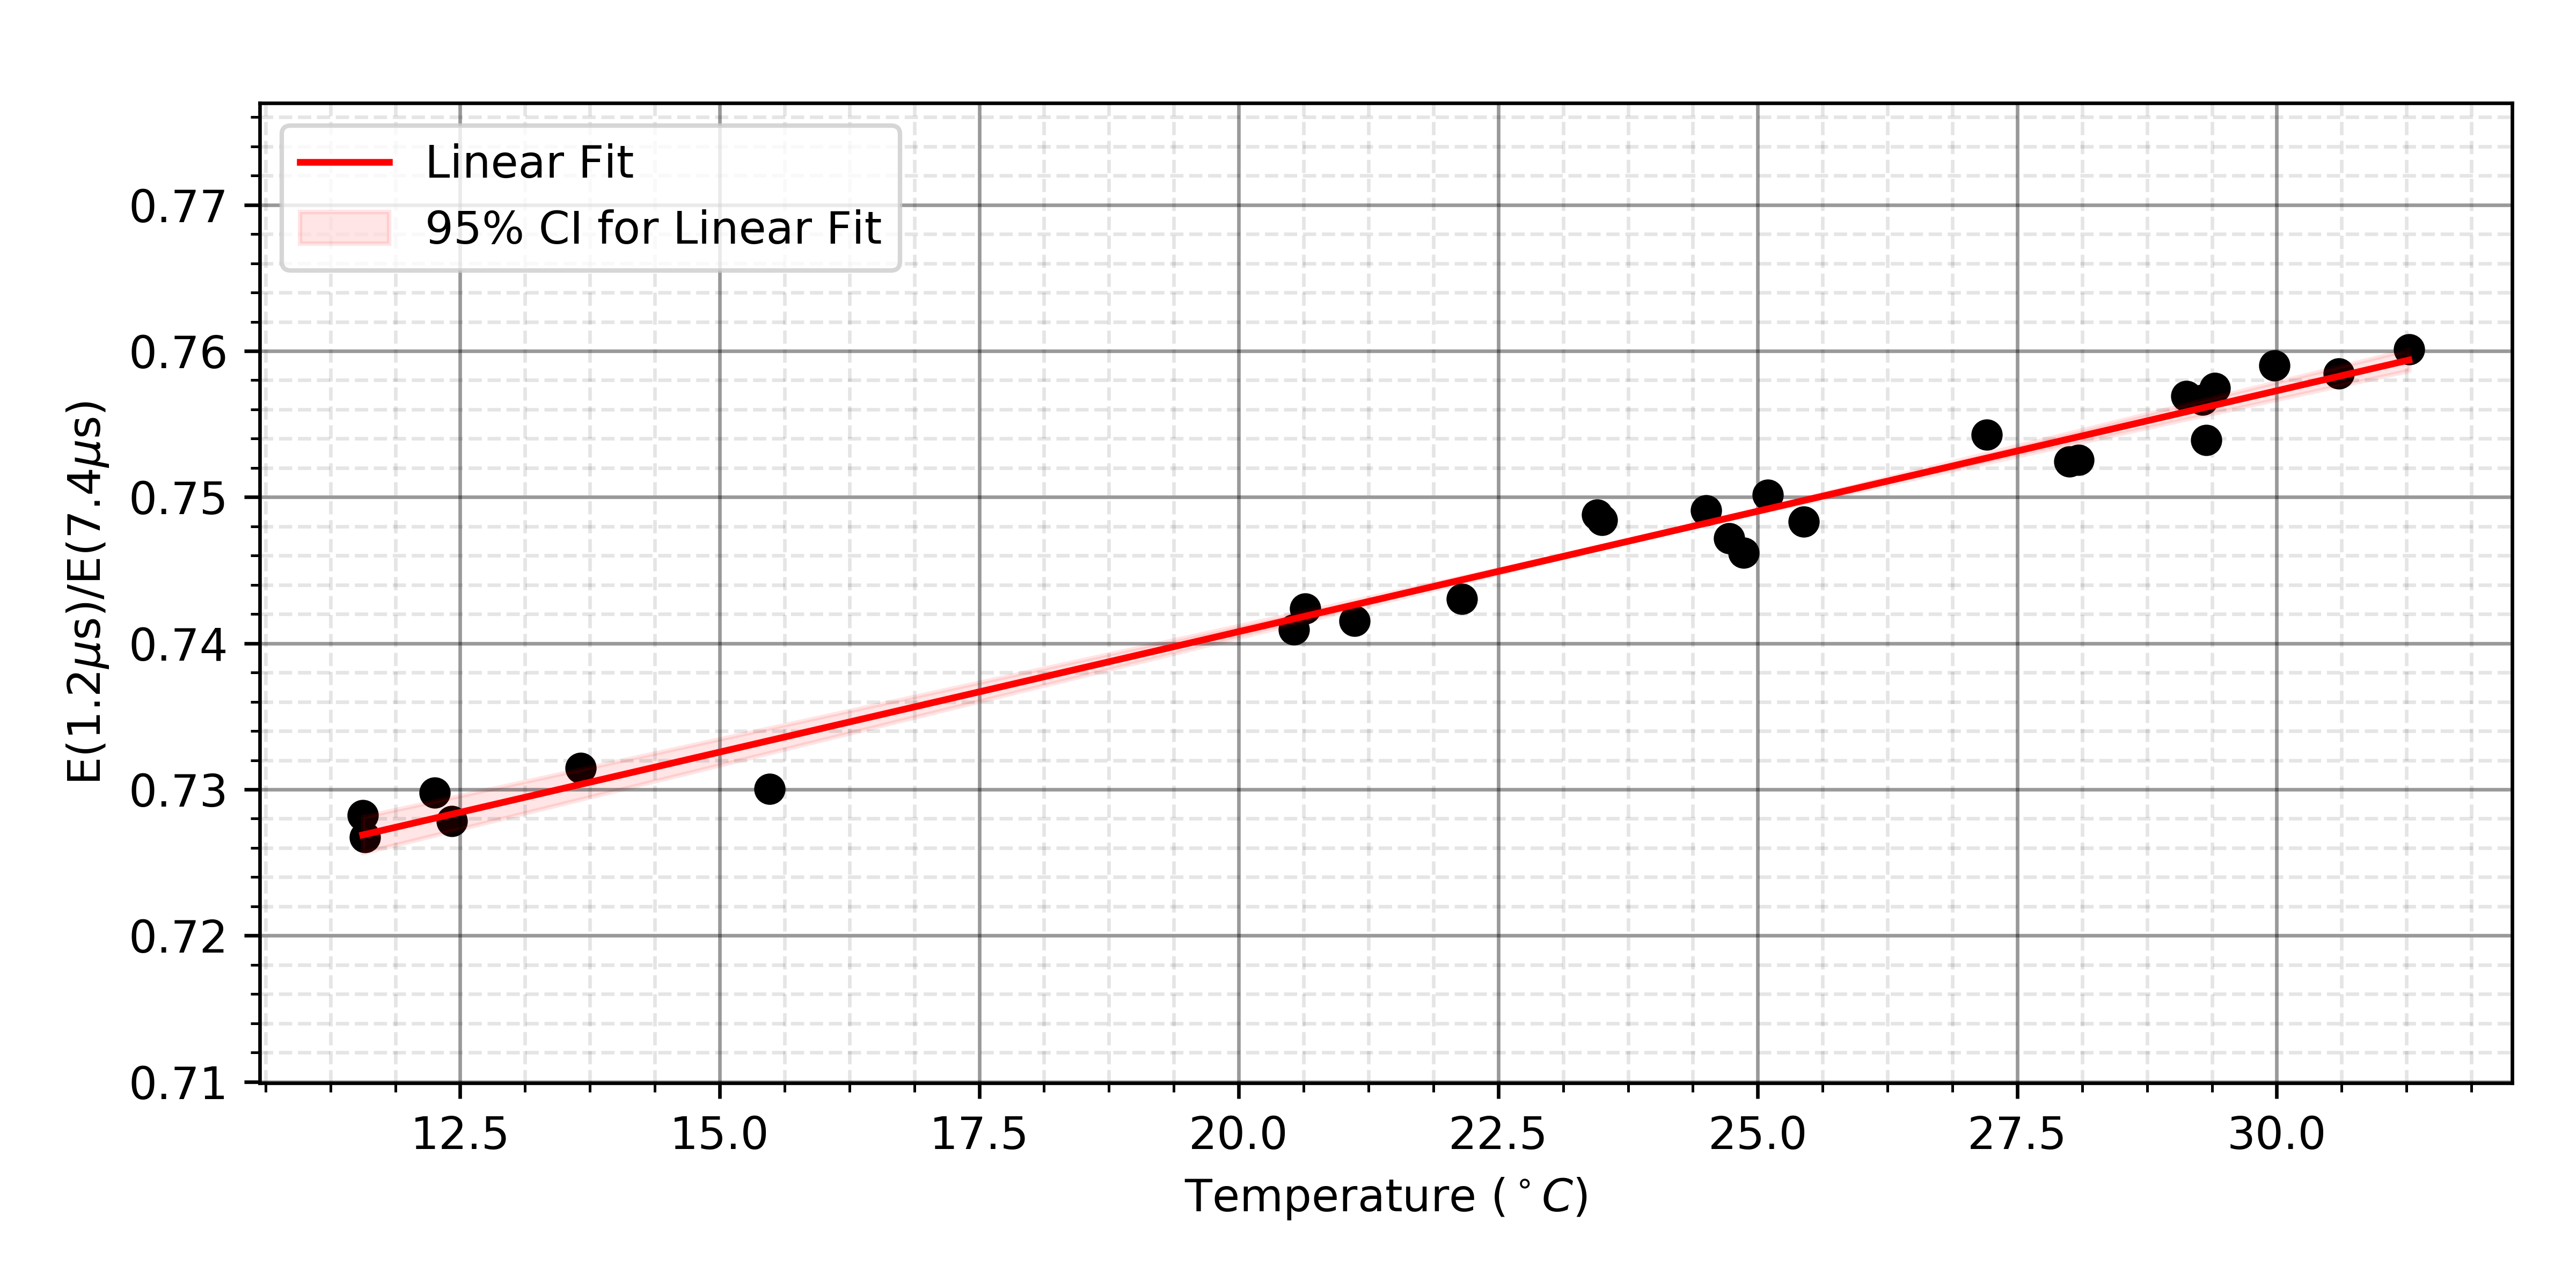 Linear Fit
95% CI for Linear Fit
E(1.2μs)/E(7.4μs)
0.77
0.76
0.75
0.74
0.73
0.72
0.71
12.5 15.0 17.5 20.0 22.5 25.0 27.5 30.0
Temperature (°C)